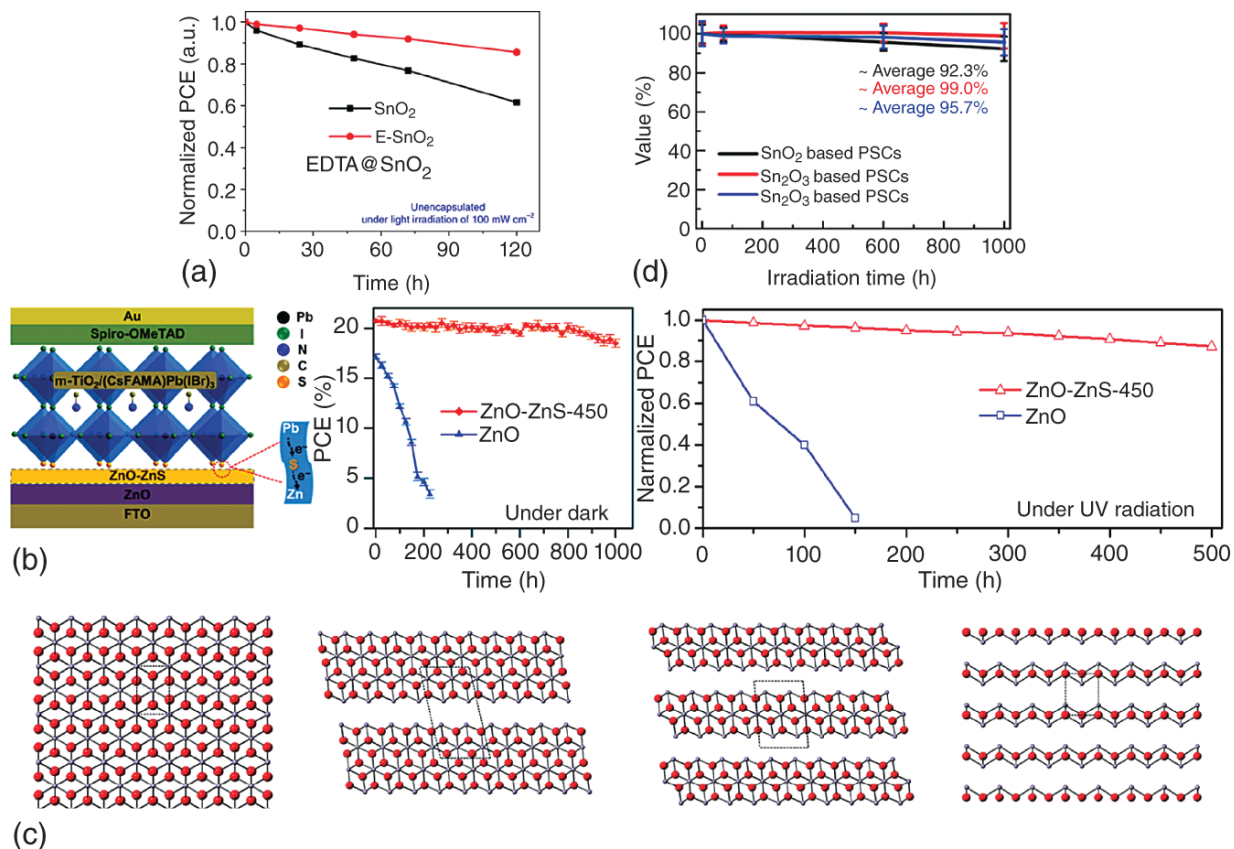 1.0
0.8
0.6
0.4
0.2
0.0
Normalized PCE (a.u.)
SnO₂
E-SnO₂
EDTA@SnO₂
Unencapsulated
under light irradiation of 100 mW cm⁻²
0 30 60 90 120
Time (h)
(a)
100
80
60
40
20
0
Value (%)
~ Average 92.3%
~ Average 99.0%
~ Average 95.7%
SnO₂ based PSCs
Sn₂O₃ based PSCs
Sn₂O₃ based PSCs
0 200 400 600 800 1000
Irradiation time (h)
(d)
Au
Spiro-OMeTAD
m-TiO₂/(CsFAMA)Pb(IBr)₃
ZnO-ZnS
ZnO
FTO
Pb
I
N
C
S
Pb
e⁻
S
e⁻
Zn
(b)
20
15
10
5
0
PCE (%)
ZnO-ZnS-450
ZnO
Under dark
0 200 400 600 800 1000
Time (h)
1.0
0.8
0.6
0.4
0.2
0.0
Narmalized PCE
ZnO-ZnS-450
ZnO
Under UV radiation
0 100 200 300 400 500
Time (h)
(c)